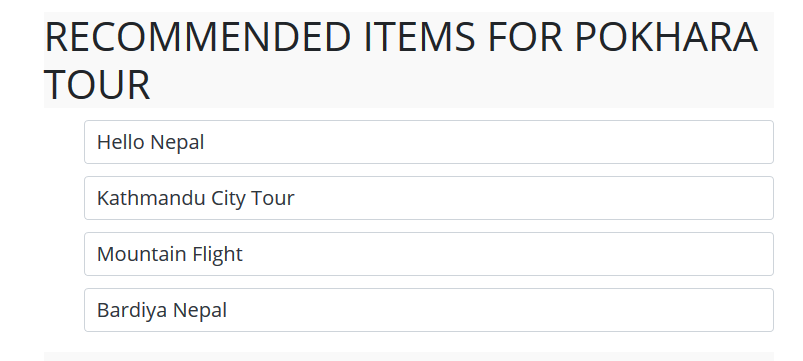 RECOMMENDED ITEMS FOR POKHARA
TOUR
Hello Nepal
Kathmandu City Tour
Mountain Flight
Bardiya Nepal